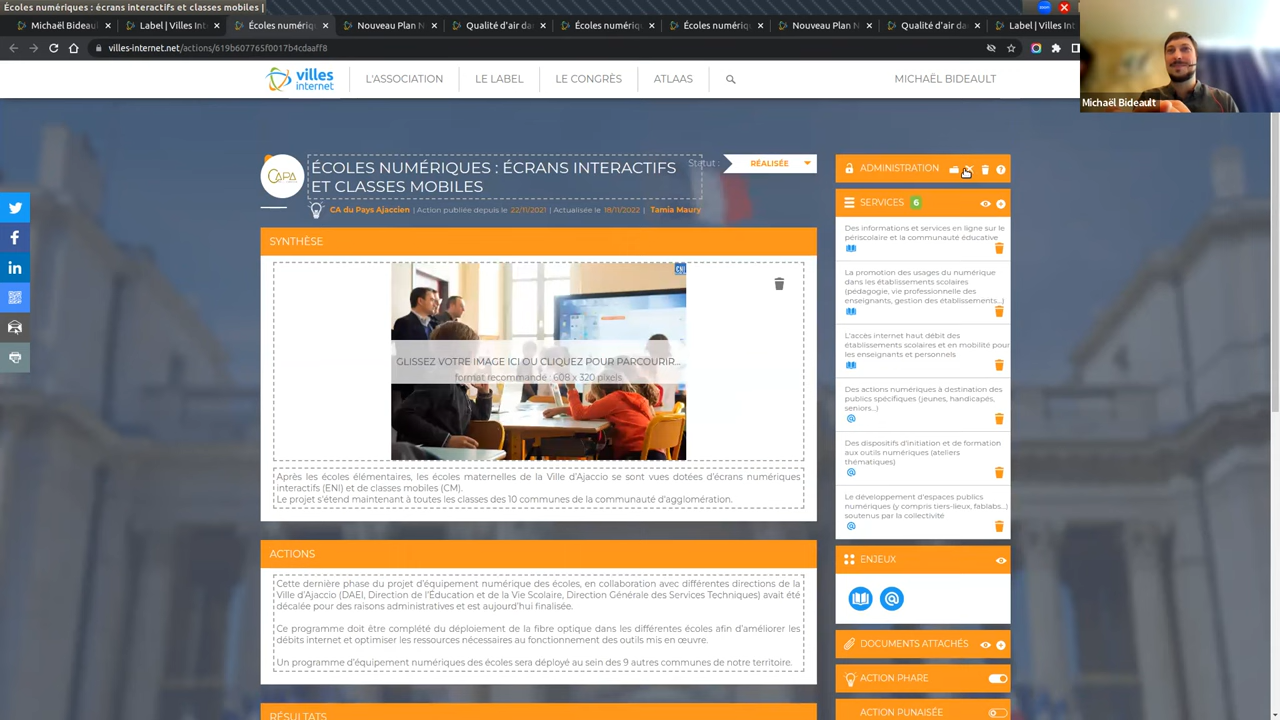 Écoles numériques : écrans interactifs et classes mobiles |
Michaël Bideault
Label | Villes Int
Écoles numériqu
Nouveau Plan N
Qualité d'air da
Écoles numériqu
Écoles numériqu
Nouveau Plan N
Qualité d'air da
Label | Villes Int
villes-internet.net/actions/619b607765f0017b4cdaaff8
zoom
villes
internet
L'ASSOCIATION
LE LABEL
LE CONGRÈS
ATLAAS
MICHAËL BIDEAULT
Michaël Bideault
CAPA
ÉCOLES NUMÉRIQUES : ÉCRANS INTERACTIFS
ET CLASSES MOBILES
Statut :
RÉALISÉE
CA du Pays Ajaccien | Action publiée depuis le 22/11/2021 | Actualisée le 18/11/2022 | Tamia Maury
SYNTHÈSE
CNI
GLISSEZ VOTRE IMAGE ICI OU CLIQUEZ POUR PARCOURIR...
format recommandé : 608 x 320 pixels
Après les écoles élémentaires, les écoles maternelles de la Ville d'Ajaccio se sont vues dotées d'écrans numériques
interactifs (ENI) et de classes mobiles (CM).
Le projet s'étend maintenant à toutes les classes des 10 communes de la communauté d'agglomération.
ACTIONS
Cette dernière phase du projet d'équipement numérique des écoles, en collaboration avec différentes directions de la
Ville d'Ajaccio (DAEI, Direction de l'Éducation et de la Vie Scolaire, Direction Générale des Services Techniques) avait été
décalée pour des raisons administratives et est aujourd'hui finalisée.
Ce programme doit être complété du déploiement de la fibre optique dans les différentes écoles afin d'améliorer les
débits internet et optimiser les ressources nécessaires au fonctionnement des outils mis en œuvre.
Un programme d'équipement numériques des écoles sera déployé au sein des 9 autres communes de notre territoire.
RÉSULTATS
ADMINISTRATION
SERVICES 6
Des informations et services en ligne sur le
périscolaire et la communauté éducative
La promotion des usages du numérique
dans les établissements scolaires
(pédagogie, vie professionnelle des
enseignants, gestion des établissements...)
L'accès internet haut débit des
établissements scolaires et en mobilité pour
les enseignants et personnels
Des actions numériques à destination des
publics spécifiques (jeunes, handicapés,
seniors...)
Des dispositifs d'initiation et de formation
aux outils numériques (ateliers
thématiques)
Le développement d'espaces publics
numériques (y compris tiers-lieux, fablabs...)
soutenus par la collectivité
ENJEUX
DOCUMENTS ATTACHÉS
ACTION PHARE
ACTION PUNAISÉE